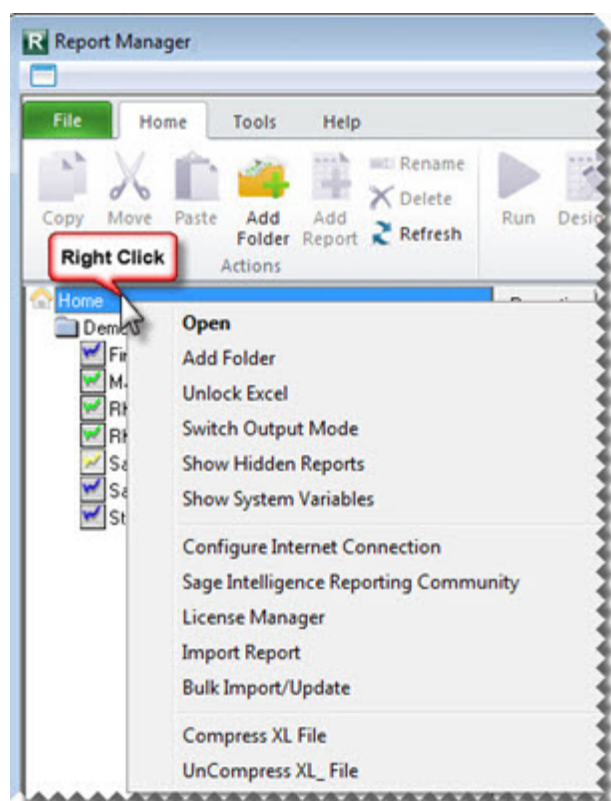 R Report Manager
File Home Tools Help
Copy Move Paste Add Folder Add Report Rename Delete Refresh Run
Actions
Right Click
Home
Open
Add Folder
Unlock Excel
Switch Output Mode
Show Hidden Reports
Show System Variables
Configure Internet Connection
Sage Intelligence Reporting Community
License Manager
Import Report
Bulk Import/Update
Compress XL File
UnCompress XL_ File